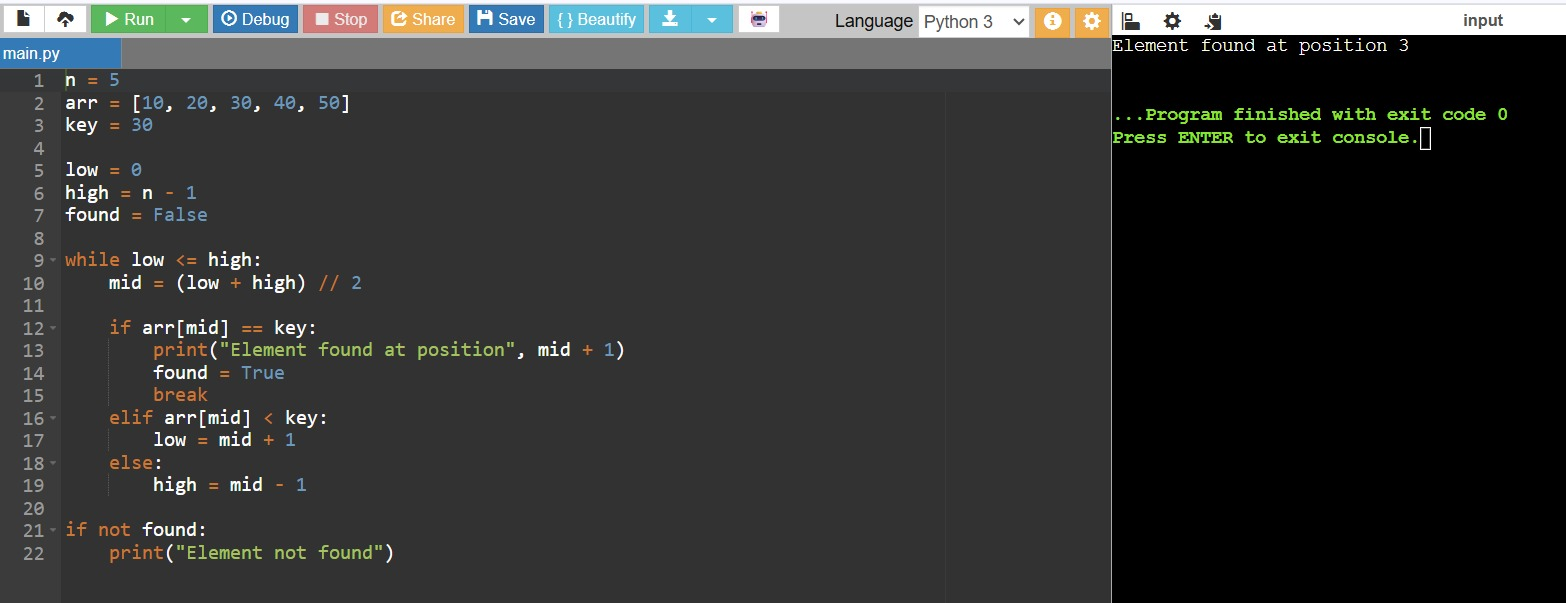 Run Debug Stop Share Save { } Beautify Language Python 3 input
main.py
1 n = 5
2 arr = [10, 20, 30, 40, 50]
3 key = 30
4
5 low = 0
6 high = n - 1
7 found = False
8
9 while low <= high:
10     mid = (low + high) // 2
11
12     if arr[mid] == key:
13         print("Element found at position", mid + 1)
14         found = True
15         break
16     elif arr[mid] < key:
17         low = mid + 1
18     else:
19         high = mid - 1
20
21 if not found:
22     print("Element not found")
Element found at position 3
...Program finished with exit code 0
Press ENTER to exit console.